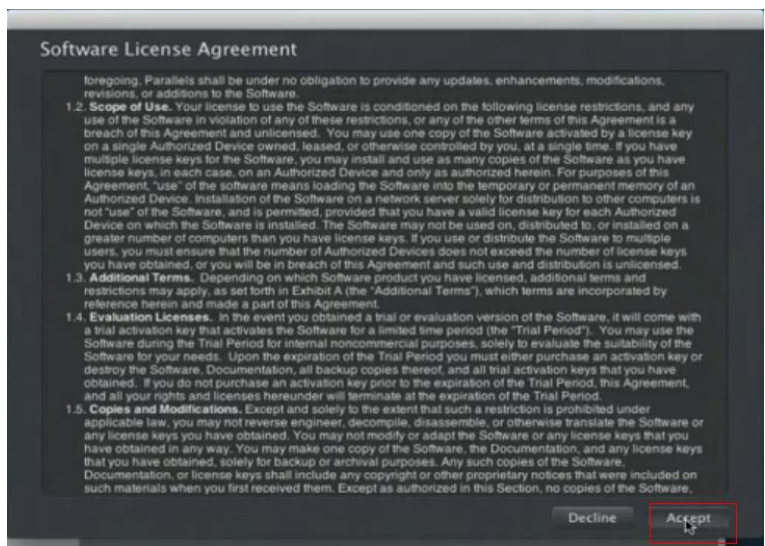 Software License Agreement
foregoing, Parallels shall be under no obligation to provide any updates, enhancements, modifications,
revisions, or additions to the Software.
1.2. Scope of Use. Your license to use the Software is conditioned on the following license restrictions, and any
use of the Software in violation of any of these restrictions, or any of the other terms of this Agreement is a
breach of this Agreement and unlicensed. You may use one copy of the Software activated by a license key
on a single Authorized Device owned, leased, or otherwise controlled by you, at a single time. If you have
multiple license keys for the Software, you may install and use as many copies of the Software as you have
license keys, in each case, on an Authorized Device and only as authorized herein. For purposes of this
Agreement, "use" of the software means loading the Software into the temporary or permanent memory of an
Authorized Device. Installation of the Software on a network server solely for distribution to other computers is
not "use" of the Software, and is permitted, provided that you have a valid license key for each Authorized
Device on which the Software is installed. The Software may not be used on, distributed to, or installed on a
greater number of computers than you have license keys. If you use or distribute the Software to multiple
users, you must ensure that the number of Authorized Devices does not exceed the number of license keys
you have obtained, or you will be in breach of this Agreement and such use and distribution is unlicensed.
1.3. Additional Terms. Depending on which Software product you have licensed, additional terms and
restrictions may apply, as set forth in Exhibit A (the "Additional Terms"), which terms are incorporated by
reference herein and made a part of this Agreement.
1.4. Evaluation Licenses. In the event you obtained a trial or evaluation version of the Software, it will come with
a trial activation key that activates the Software for a limited time period (the "Trial Period"). You may use the
Software during the Trial Period for internal noncommercial purposes, solely to evaluate the suitability of the
Software for your needs. Upon the expiration of the Trial Period you must either purchase an activation key or
destroy the Software, Documentation, all backup copies thereof, and all trial activation keys that you have
obtained. If you do not purchase an activation key prior to the expiration of the Trial Period, this Agreement,
and all your rights and licenses hereunder will terminate at the expiration of the Trial Period.
1.5. Copies and Modifications. Except and solely to the extent that such a restriction is prohibited under
applicable law, you may not reverse engineer, decompile, disassemble, or otherwise translate the Software or
any license keys you have obtained. You may not modify or adapt the Software or any license keys that you
have obtained in any way. You may make one copy of the Software, the Documentation, and any license keys
that you have obtained, solely for backup or archival purposes. Any such copies of the Software,
Documentation, or license keys shall include any copyright or other proprietary notices that were included on
such materials when you first received them. Except as authorized in this Section, no copies of the Software,
Decline
Accept